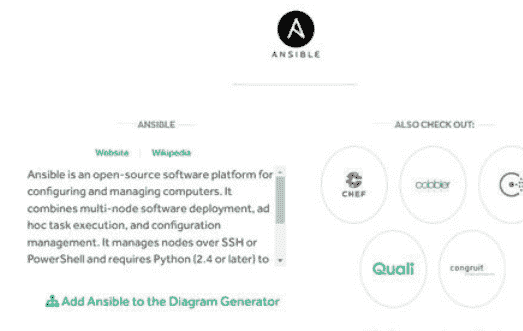 ANSIBLE
ANSIBLE
Website Wikipedia
Ansible is an open-source software platform for
configuring and managing computers. It
combines multi-node software deployment, ad
hoc task execution, and configuration
management. It manages nodes over SSH or
PowerShell and requires Python (2.4 or later) to
Add Ansible to the Diagram Generator
ALSO CHECK OUT:
CHEF
cobbler
Quali
congruit